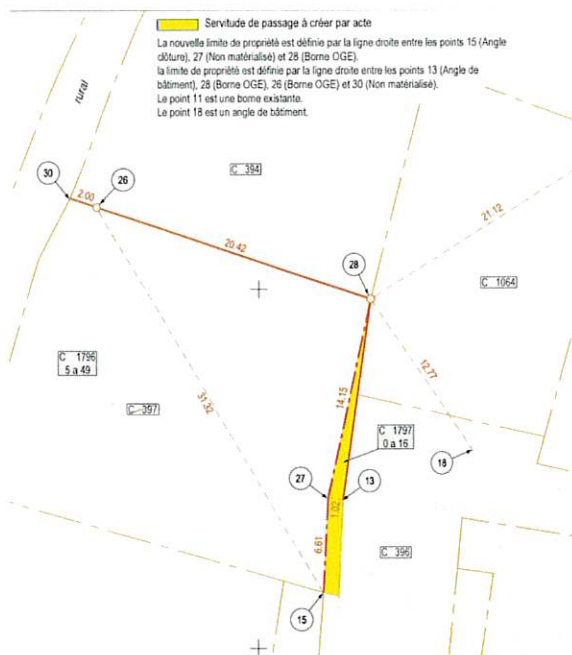 Servitude de passage à créer par acte
La nouvelle limite de propriété est définie par la ligne droite entre les points 15 (Angle
clôture), 27 (Non matérialisé) et 28 (Borne OGE).
la limite de propriété est définie par la ligne droite entre les points 13 (Angle de
bâtiment), 28 (Borne OGE), 26 (Borne OGE) et 30 (Non matérialisé).
Le point 11 est une borne existante.
Le point 18 est un angle de bâtiment.
rural
30
26
C 394
2.00
21.12
20.42
28
C 1064
12.77
C 1796
5 a 49
C 397
31.32
14.15
C 1797
0 a 16
18
27
13
1.02
6.61
C 396
15